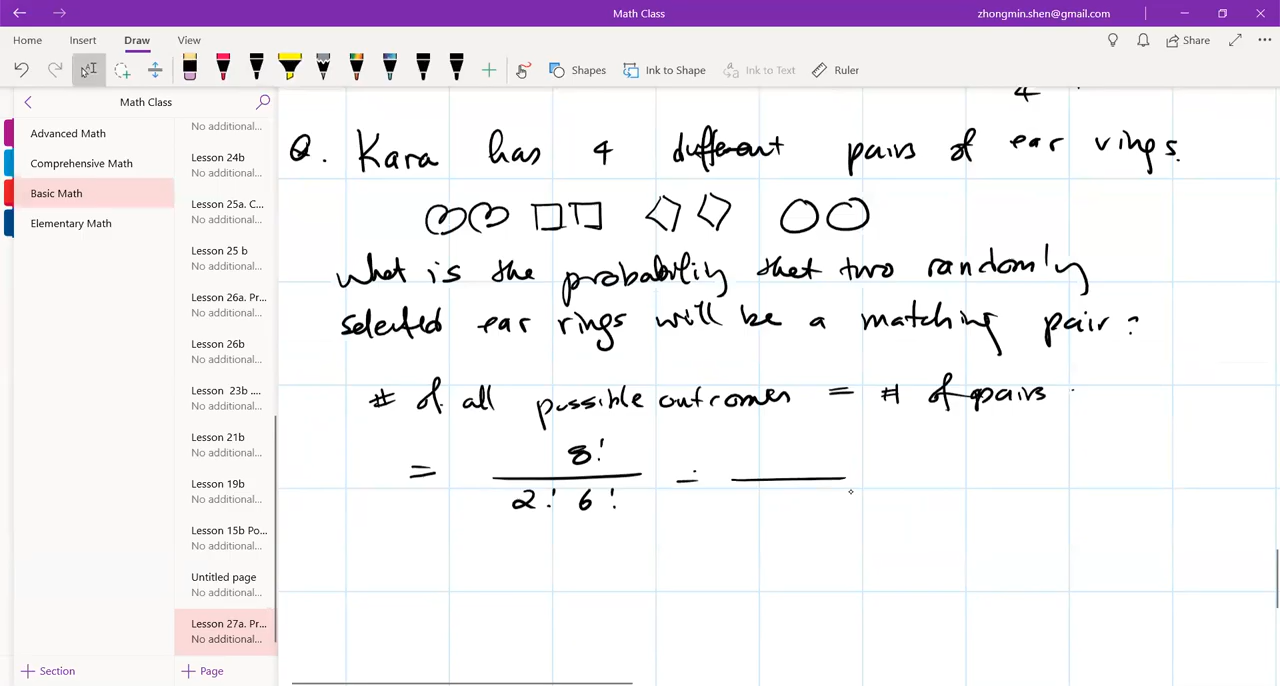 Math Class
zhongmin.shen@gmail.com
Home Insert Draw View
Share
Shapes Ink to Shape Ink to Text Ruler
Math Class
Advanced Math
Comprehensive Math
Basic Math
Elementary Math
No additional...
Lesson 24b
No additional...
Lesson 25a. C...
No additional...
Lesson 25 b
No additional...
Lesson 26a. Pr...
No additional...
Lesson 26b
No additional...
Lesson 23b ....
No additional...
Lesson 21b
No additional...
Lesson 19b
No additional...
Lesson 15b Po...
No additional...
Untitled page
No additional...
Lesson 27a. Pr...
No additional...
Section
Page
4
Q. Kara has 4 different pairs of ear rings.
What is the probability that two randomly
selected ear rings will be a matching pair?
# of all possible outcomes = # of pairs.
= 8! / 2! 6! =